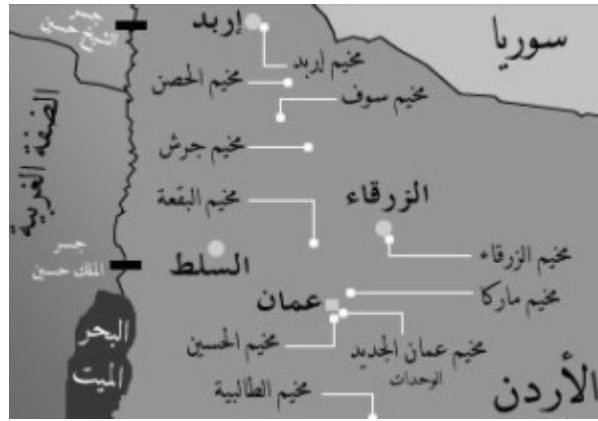 جسر
الشيخ حسين
إربد
سوريا
مخيم إربد
مخيم الحصن
مخيم سوف
الضفة الغربية
مخيم جرش
الزرقاء
مخيم البقعة
جسر
الملك حسين
السلط
مخيم الزرقاء
مخيم ماركا
عمان
البحر
الميت
مخيم الحسين
مخيم عمان الجديد
الوحدات
مخيم الطالبية
الأردن